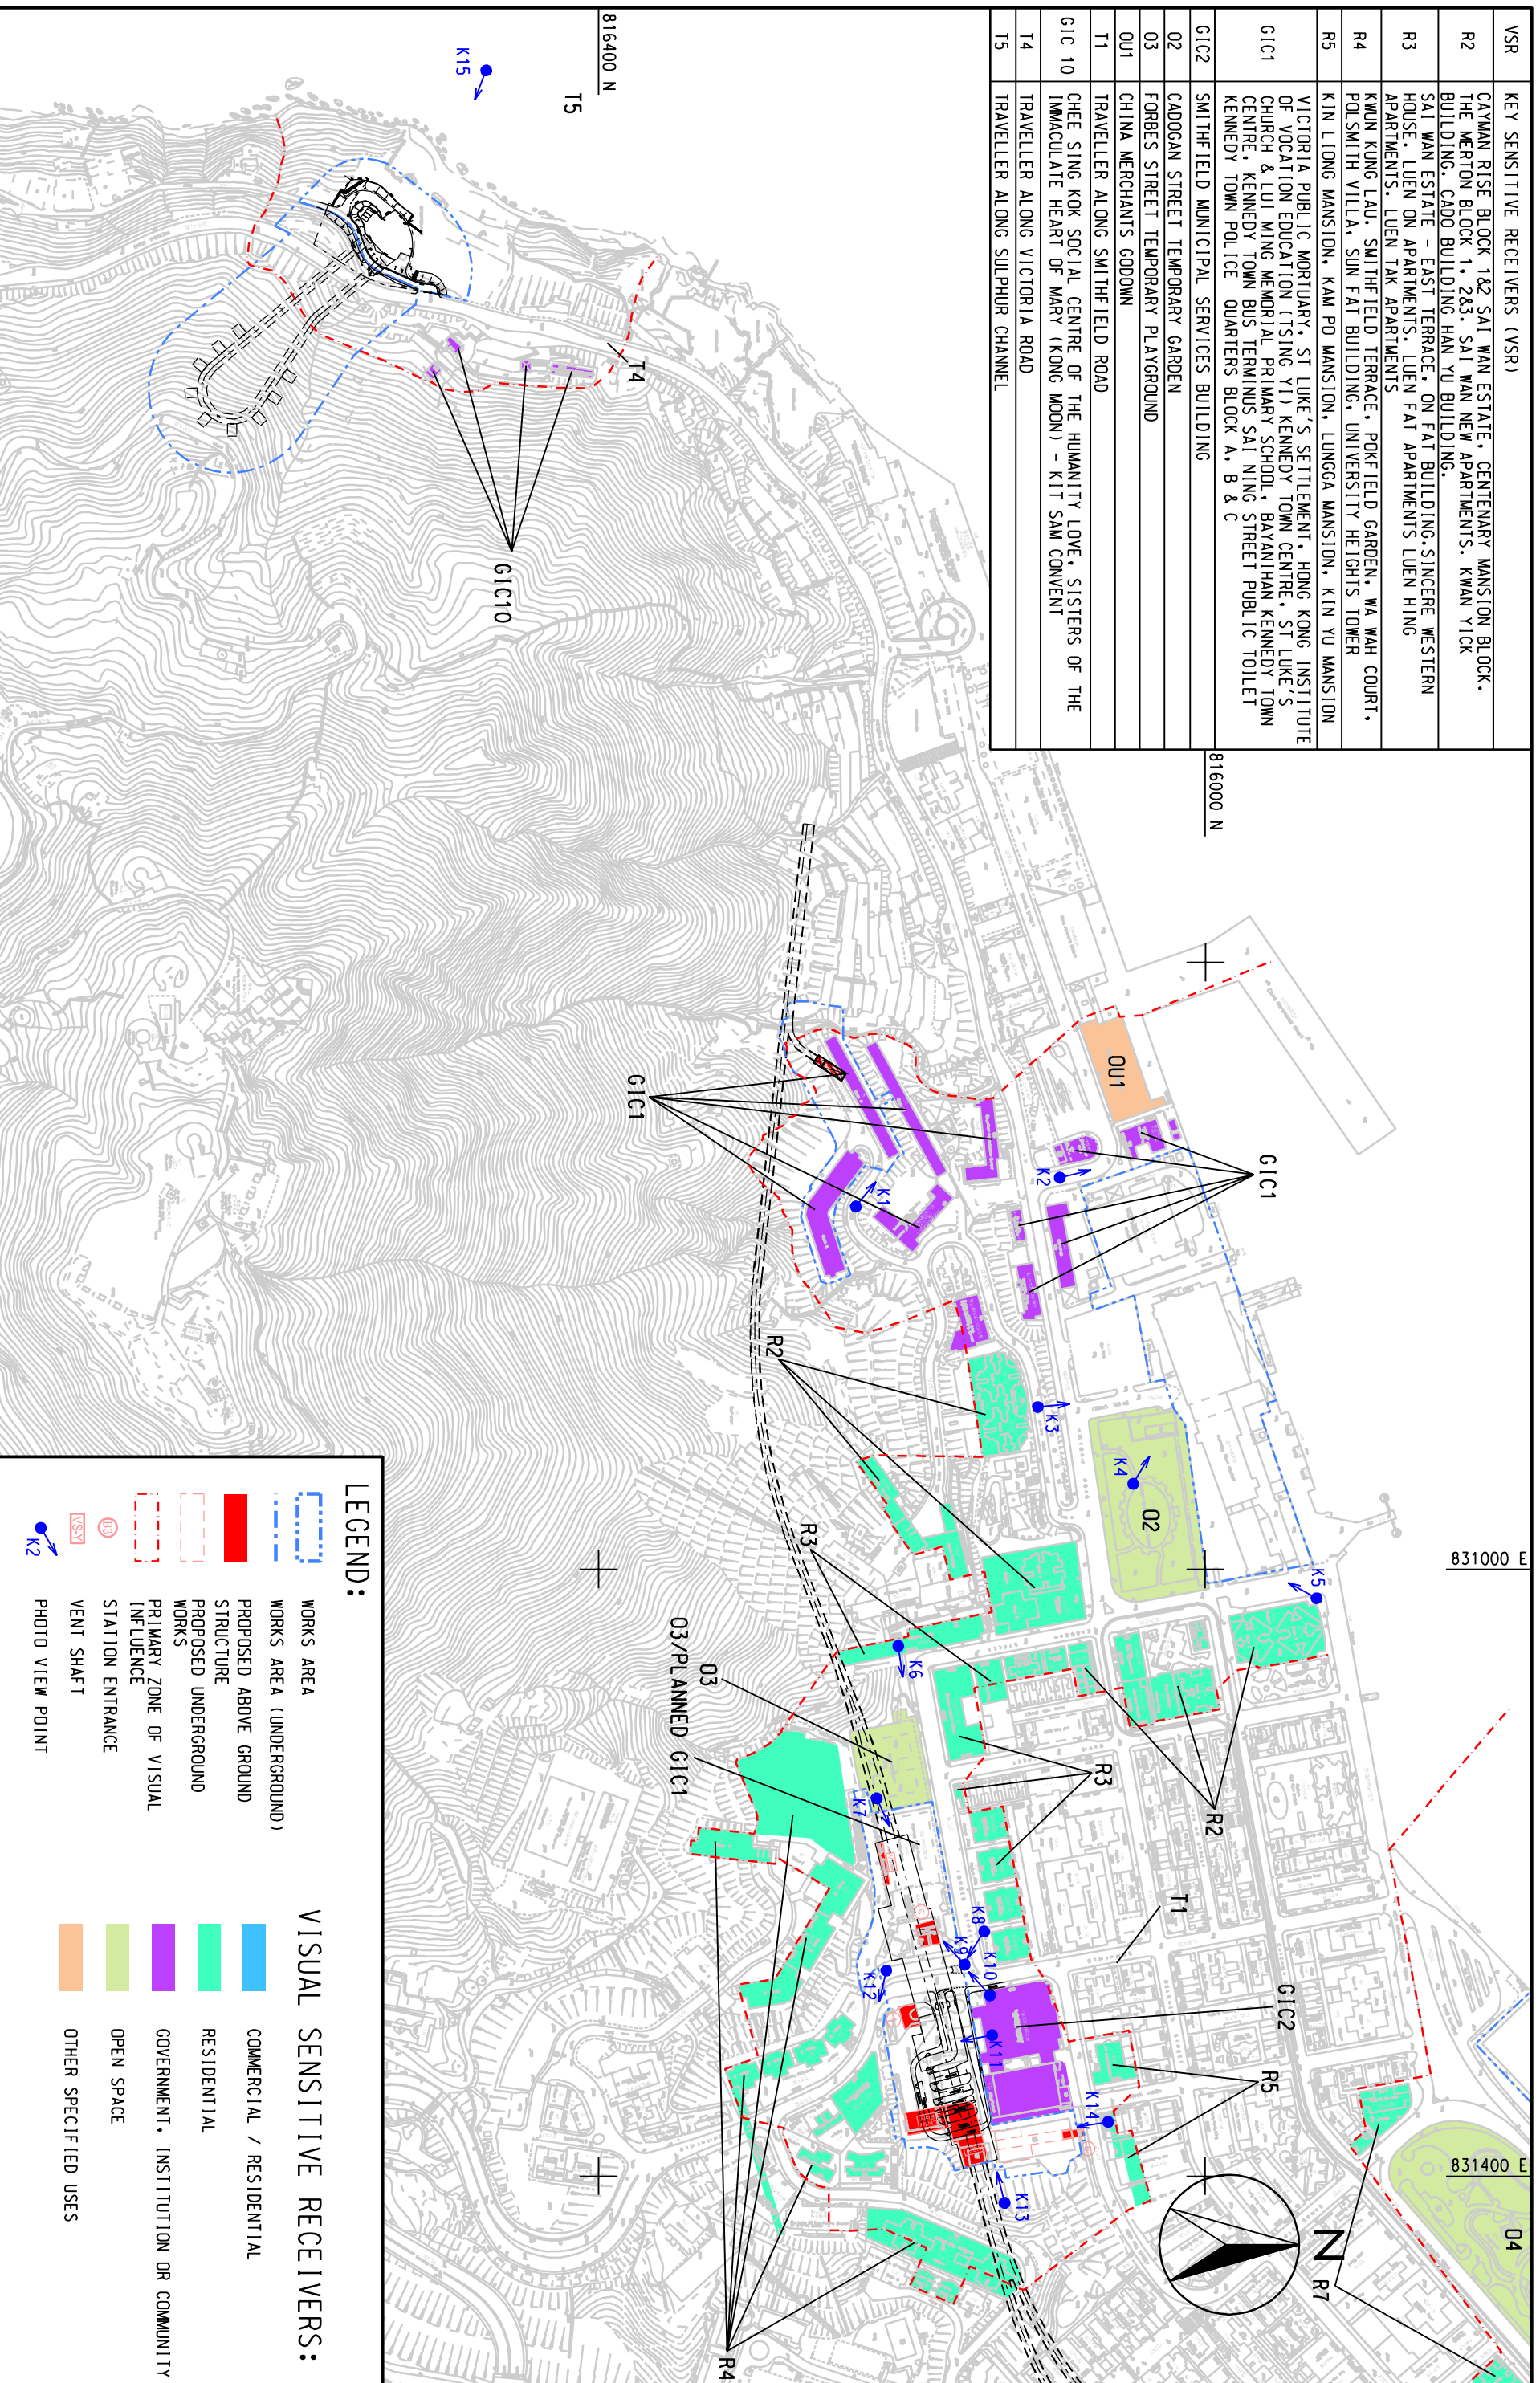 VSR KEY SENSITIVE RECEIVERS (VSR)
R2 CAYMAN RISE BLOCK 1&2 SAI WAN ESTATE, CENTENARY MANSION BLOCK.
THE MERTON BLOCK 1, 2&3. SAI WAN NEW APARTMENTS. KWAN YICK
BUILDING. CADO BUILDING HAN YU BUILDING.
R3 SAI WAN ESTATE - EAST TERRACE, ON FAT BUILDING.SINCERE WESTERN
HOUSE. LUEN ON APARTMENTS. LUEN FAT APARTMENTS LUEN HING
APARTMENTS. LUEN TAK APARTMENTS
R4 KWUN KUNG LAU. SMITHFIELD TERRACE, POKFIELD GARDEN. WA WAH COURT,
POLSMITH VILLA, SUN FAT BUILDING, UNIVERSITY HEIGHTS TOWER
R5 KIN LIONG MANSION. KAM PO MANSION. LUNGGA MANSION. KIN YU MANSION
GIC1 VICTORIA PUBLIC MORTUARY. ST LUKE'S SETTLEMENT. HONG KONG INSTITUTE
OF VOCATION EDUCATION (TSING YI) KENNEDY TOWN CENTRE. ST LUKE'S
CHURCH & LUI MING MEMORIAL PRIMARY SCHOOL. BAYANIHAN KENNEDY TOWN
CENTRE. KENNEDY TOWN BUS TERMINUS SAI NING STREET PUBLIC TOILET
KENNEDY TOWN POLICE QUARTERS BLOCK A, B & C
GIC2 SMITHFIELD MUNICIPAL SERVICES BUILDING
O2 CADOGAN STREET TEMPORARY GARDEN
O3 FORBES STREET TEMPORARY PLAYGROUND
OU1 CHINA MERCHANTS GODOWN
T1 TRAVELLER ALONG SMITHFIELD ROAD
GIC 10 CHEE SING KOK SOCIAL CENTRE OF THE HUMANITY LOVE. SISTERS OF THE
IMMACULATE HEART OF MARY (KONG MOON) - KIT SAM CONVENT
T4 TRAVELLER ALONG VICTORIA ROAD
T5 TRAVELLER ALONG SULPHUR CHANNEL
816400 N
816000 N
831000 E
831400 E
K15
T5
T4
GIC10
GIC1
GIC1
OU1
K1
K2
K3
K4
O2
K5
R2
R3
K6
O3
O3/PLANNED GIC1
K7
R3
R2
T1
K8
K9
K10
K11
K12
GIC2
R5
K14
K13
R4
N
R7
O4
LEGEND:
WORKS AREA
WORKS AREA (UNDERGROUND)
PROPOSED ABOVE GROUND
STRUCTURE
PROPOSED UNDERGROUND
WORKS
PRIMARY ZONE OF VISUAL
INFLUENCE
B3 STATION ENTRANCE
VS-Y VENT SHAFT
K2 PHOTO VIEW POINT
VISUAL SENSITIVE RECEIVERS:
COMMERCIAL / RESIDENTIAL
RESIDENTIAL
GOVERNMENT, INSTITUTION OR COMMUNITY
OPEN SPACE
OTHER SPECIFIED USES